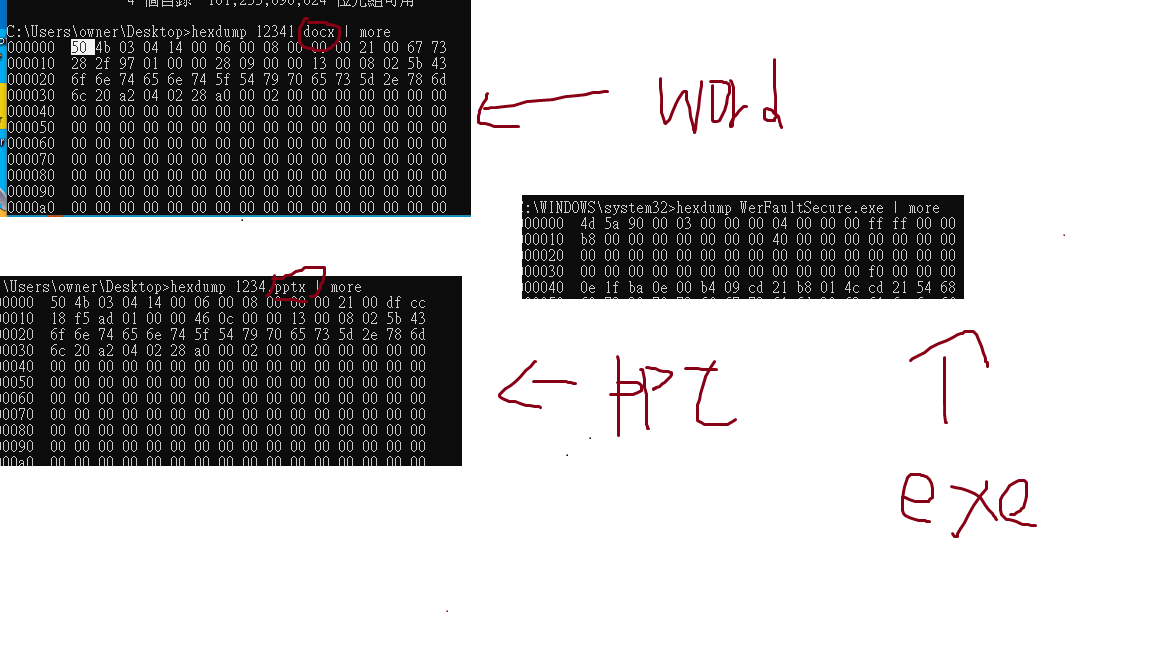 4 個目錄 181,233,690,624 位元組可用
C:\Users\owner\Desktop>hexdump 12341.docx | more
000000 50 4b 03 04 14 00 06 00 08 00 00 00 21 00 67 73
000010 28 2f 97 01 00 00 28 09 00 00 13 00 08 02 5b 43
000020 6f 6e 74 65 6e 74 5f 54 79 70 65 73 5d 2e 78 6d
000030 6c 20 a2 04 02 28 a0 00 02 00 00 00 00 00 00 00
000040 00 00 00 00 00 00 00 00 00 00 00 00 00 00 00 00
000050 00 00 00 00 00 00 00 00 00 00 00 00 00 00 00 00
000060 00 00 00 00 00 00 00 00 00 00 00 00 00 00 00 00
000070 00 00 00 00 00 00 00 00 00 00 00 00 00 00 00 00
000080 00 00 00 00 00 00 00 00 00 00 00 00 00 00 00 00
000090 00 00 00 00 00 00 00 00 00 00 00 00 00 00 00 00
0000a0 00 00 00 00 00 00 00 00 00 00 00 00 00 00 00 00
word
:\WINDOWS\system32>hexdump WerFaultSecure.exe | more
00000 4d 5a 90 00 03 00 00 00 04 00 00 00 ff ff 00 00
00010 b8 00 00 00 00 00 00 00 40 00 00 00 00 00 00 00
00020 00 00 00 00 00 00 00 00 00 00 00 00 00 00 00 00
00030 00 00 00 00 00 00 00 00 00 00 00 00 f0 00 00 00
00040 0e 1f ba 0e 00 b4 09 cd 21 b8 01 4c cd 21 54 68
\Users\owner\Desktop>hexdump 1234.pptx | more
00000 50 4b 03 04 14 00 06 00 08 00 00 00 21 00 df cc
00010 18 f5 ad 01 00 00 46 0c 00 00 13 00 08 02 5b 43
00020 6f 6e 74 65 6e 74 5f 54 79 70 65 73 5d 2e 78 6d
00030 6c 20 a2 04 02 28 a0 00 02 00 00 00 00 00 00 00
00040 00 00 00 00 00 00 00 00 00 00 00 00 00 00 00 00
00050 00 00 00 00 00 00 00 00 00 00 00 00 00 00 00 00
00060 00 00 00 00 00 00 00 00 00 00 00 00 00 00 00 00
00070 00 00 00 00 00 00 00 00 00 00 00 00 00 00 00 00
00080 00 00 00 00 00 00 00 00 00 00 00 00 00 00 00 00
00090 00 00 00 00 00 00 00 00 00 00 00 00 00 00 00 00
000a0 00 00 00 00 00 00 00 00 00 00 00 00 00 00 00 00
PPT
exe